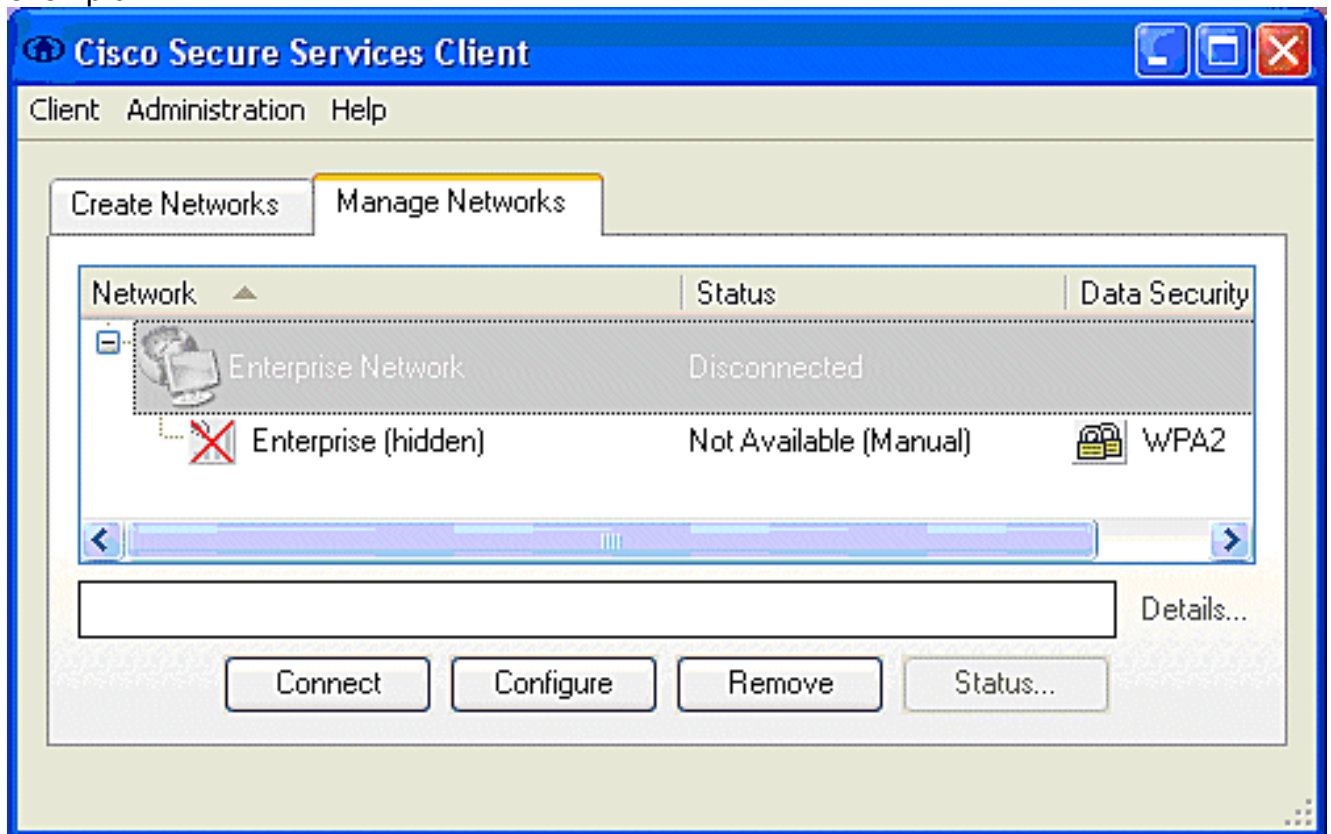 Cisco Secure Services Client
Client Administration Help
Create Networks Manage Networks
Network Status Data Security
Enterprise Network Disconnected
Enterprise (hidden) Not Available (Manual) WPA2
Details...
Connect Configure Remove Status...